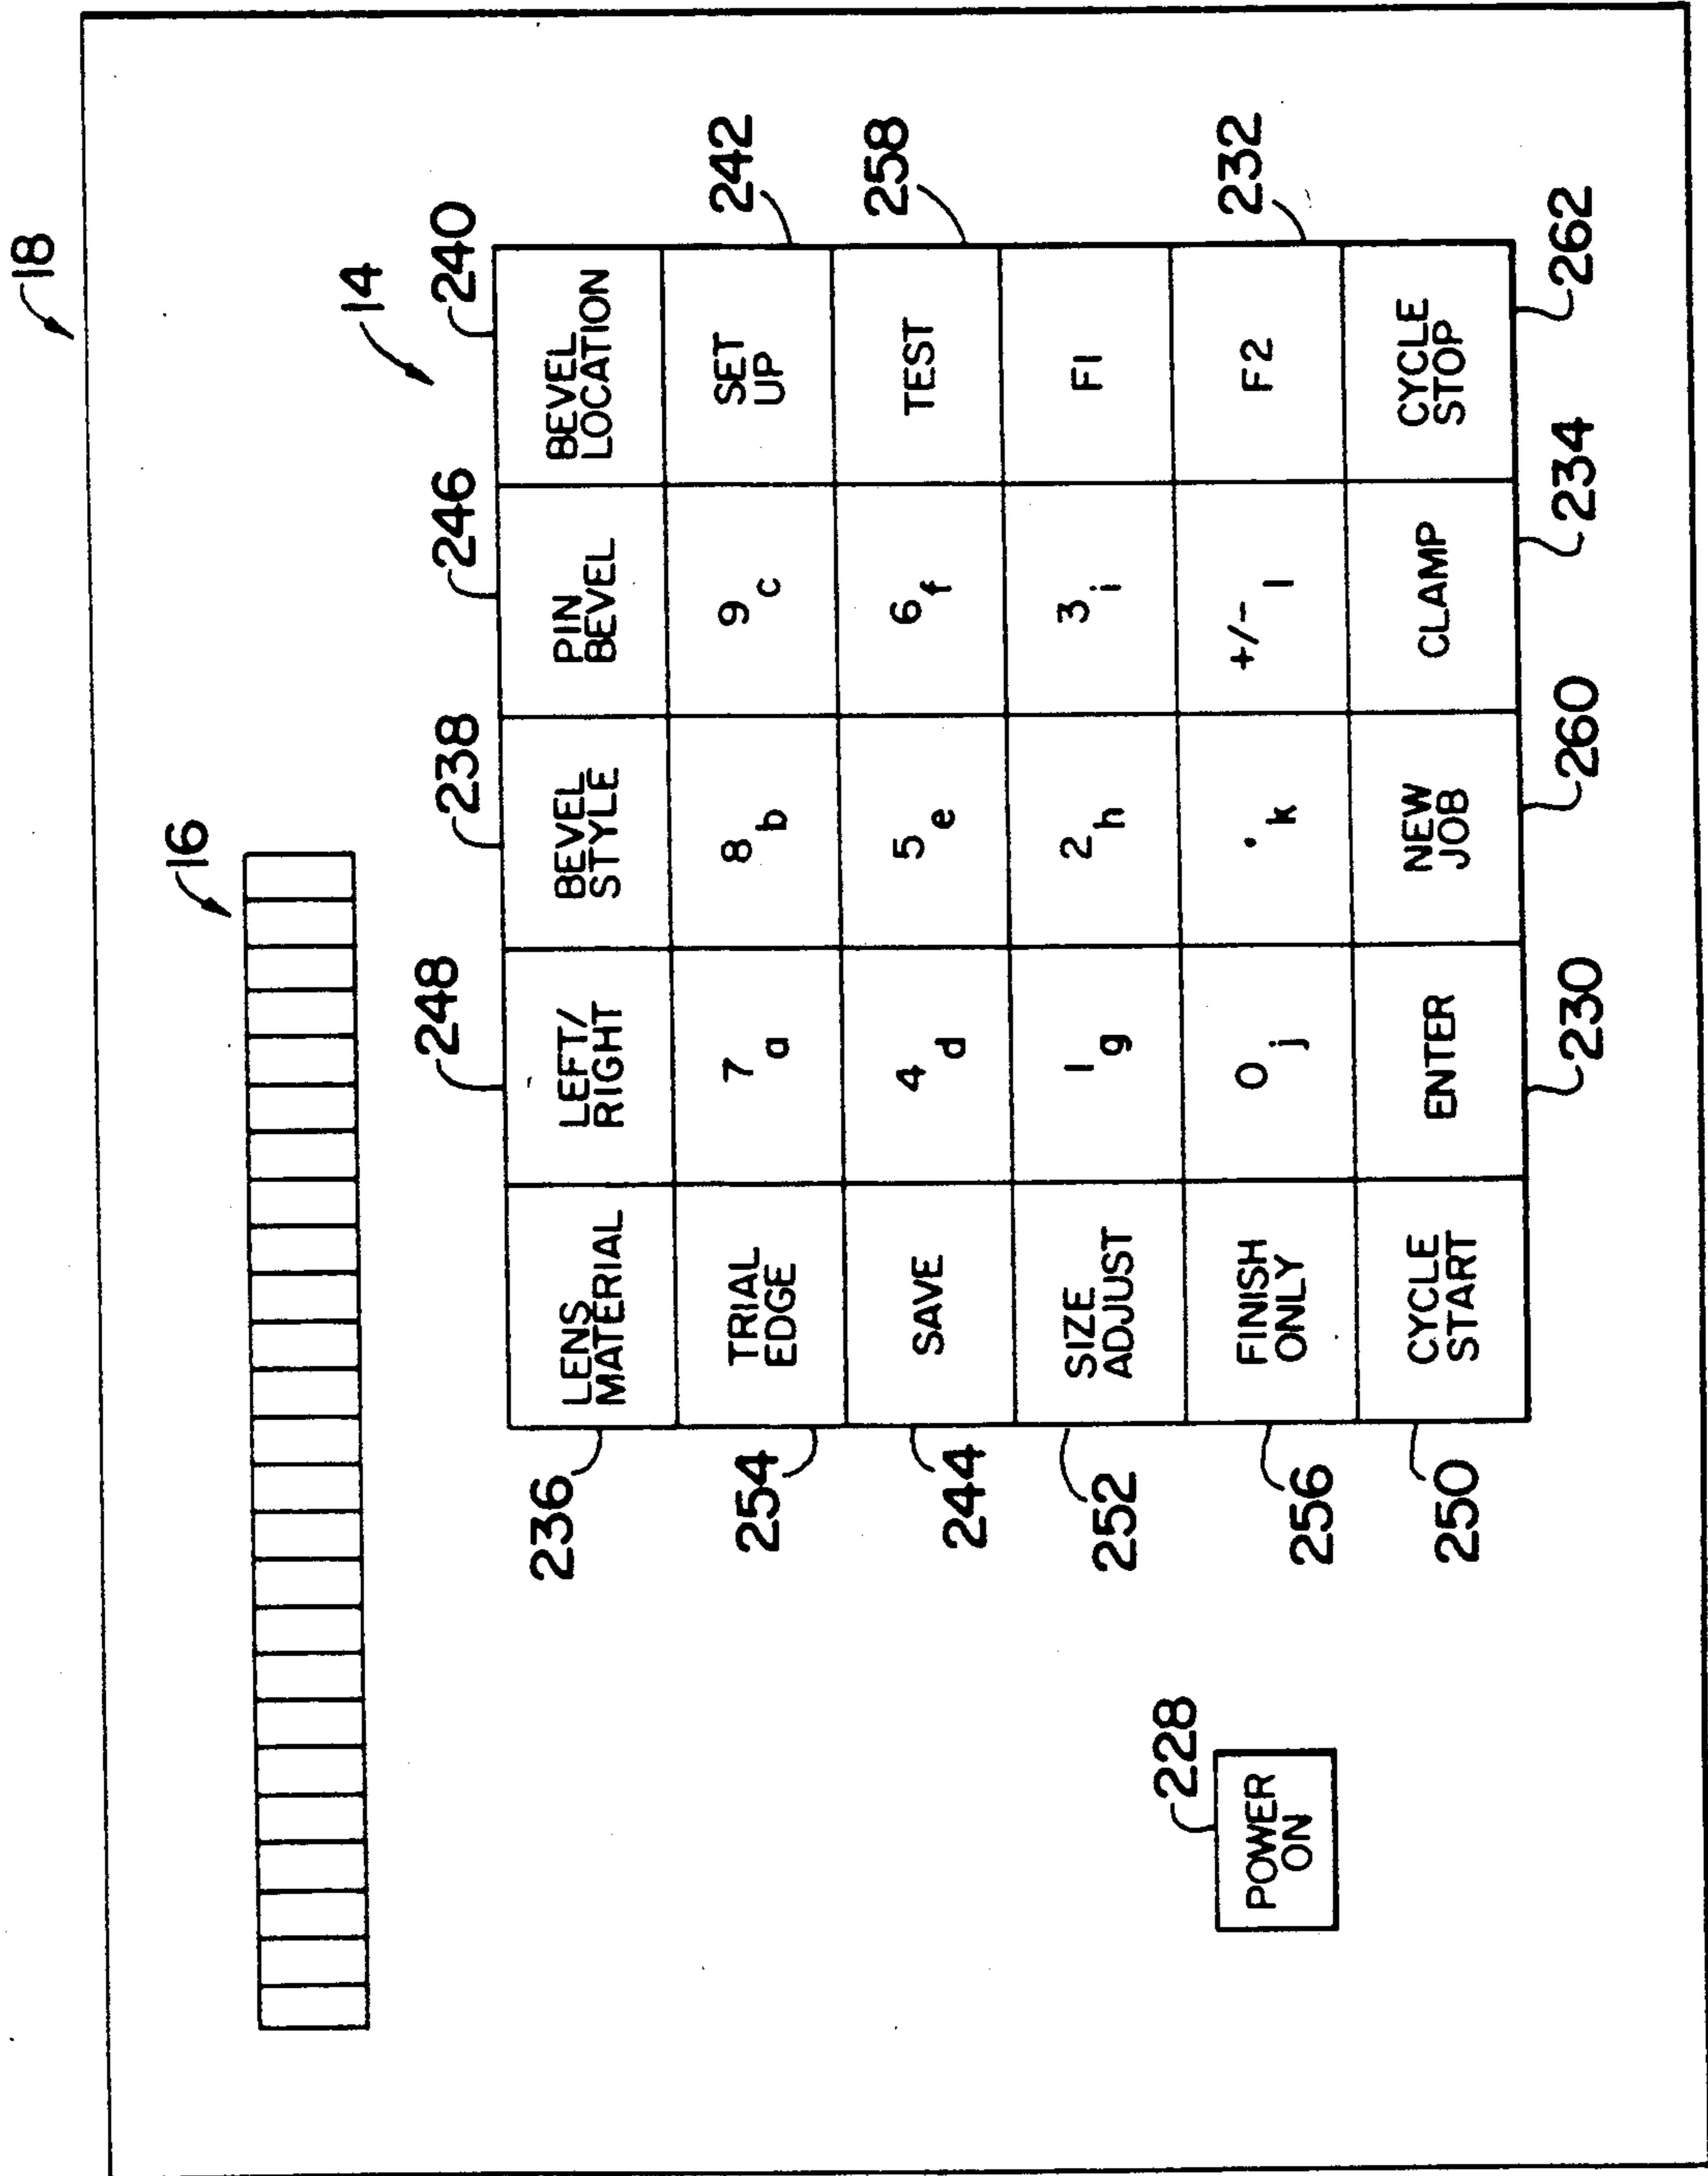 18
16
14
248
238
246
240
LENS
MATERIAL
LEFT/
RIGHT
BEVEL
STYLE
PIN
BEVEL
BEVEL
LOCATION
236
TRIAL
EDGE
7 a
8 b
9 c
SET
UP
242
254
SAVE
4 d
5 e
6 f
TEST
258
244
SIZE
ADJUST
1 g
2 h
3 i
F1
252
FINISH
ONLY
0 j
. k
+/- l
F2
232
256
CYCLE
START
ENTER
NEW
JOB
CLAMP
CYCLE
STOP
250
230
260
234
262
228
POWER
ON